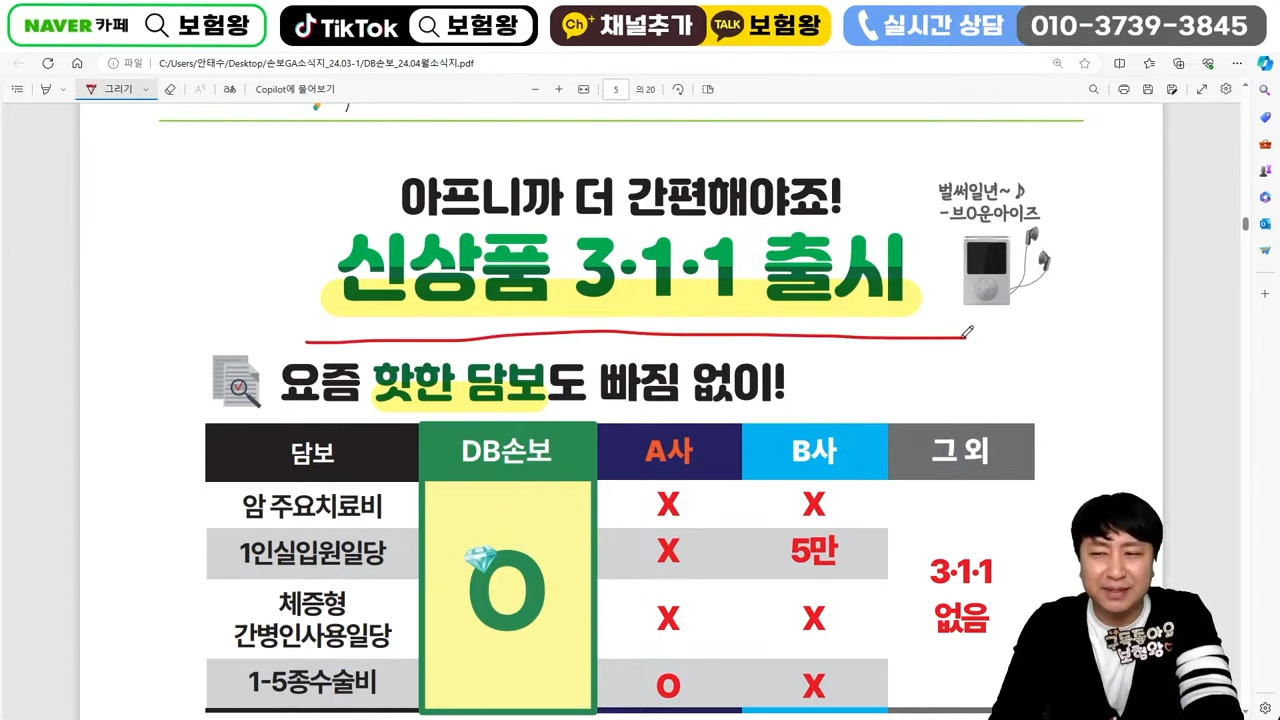 NAVER 카페 보험왕
TikTok 보험왕
Ch+ 채널추가 TALK 보험왕
실시간 상담 010-3739-3845
파일 C:/Users/안태수/Desktop/손보GA소식지_24.03-1/DB손보_24.04월소식지.pdf
그리기 가あ Copilot에 물어보기 5 의 20
아프니까 더 간편해야죠!
벌써일년~♪
-브O운아이즈
신상품 3·1·1 출시
요즘 핫한 담보도 빠짐 없이!
담보 DB손보 A사 B사 그 외
암 주요치료비 X X
1인실입원일당 X 5만
O
3·1·1
없음
체증형
간병인사용일당 X X
1-5종수술비 O X
구독좋아요
보험왕